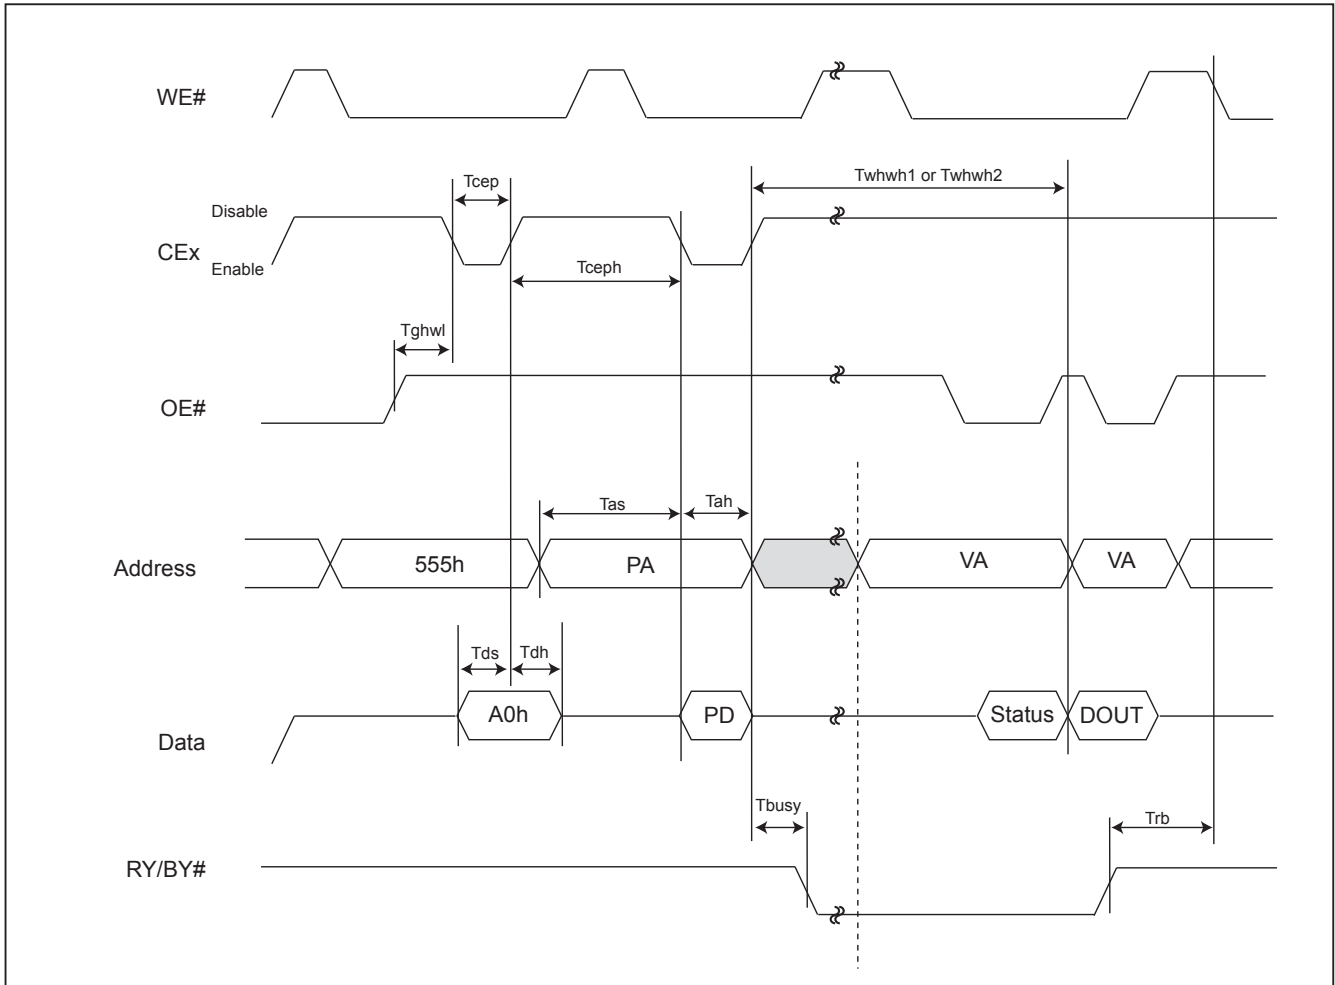 WE#
Twhwh1 or Twhwh2
Tcep
Disable
CEx
Enable
Tceph
Tghwl
OE#
Tas
Tah
Address
555h
PA
VA
VA
Tds
Tdh
Data
A0h
PD
Status
DOUT
Tbusy
Trb
RY/BY#